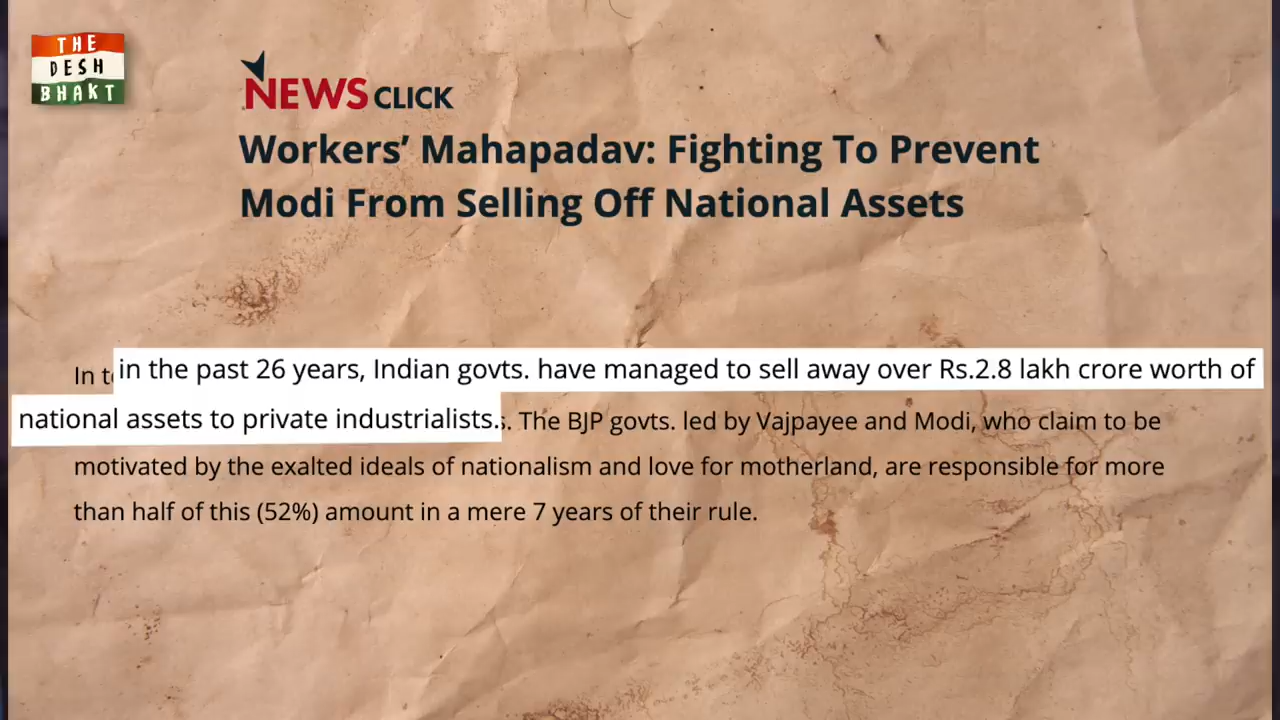 THE
DESH
BHAKT
NEWSCLICK
Workers’ Mahapadav: Fighting To Prevent
Modi From Selling Off National Assets
In t in the past 26 years, Indian govts. have managed to sell away over Rs.2.8 lakh crore worth of
national assets to private industrialists. s. The BJP govts. led by Vajpayee and Modi, who claim to be
motivated by the exalted ideals of nationalism and love for motherland, are responsible for more
than half of this (52%) amount in a mere 7 years of their rule.